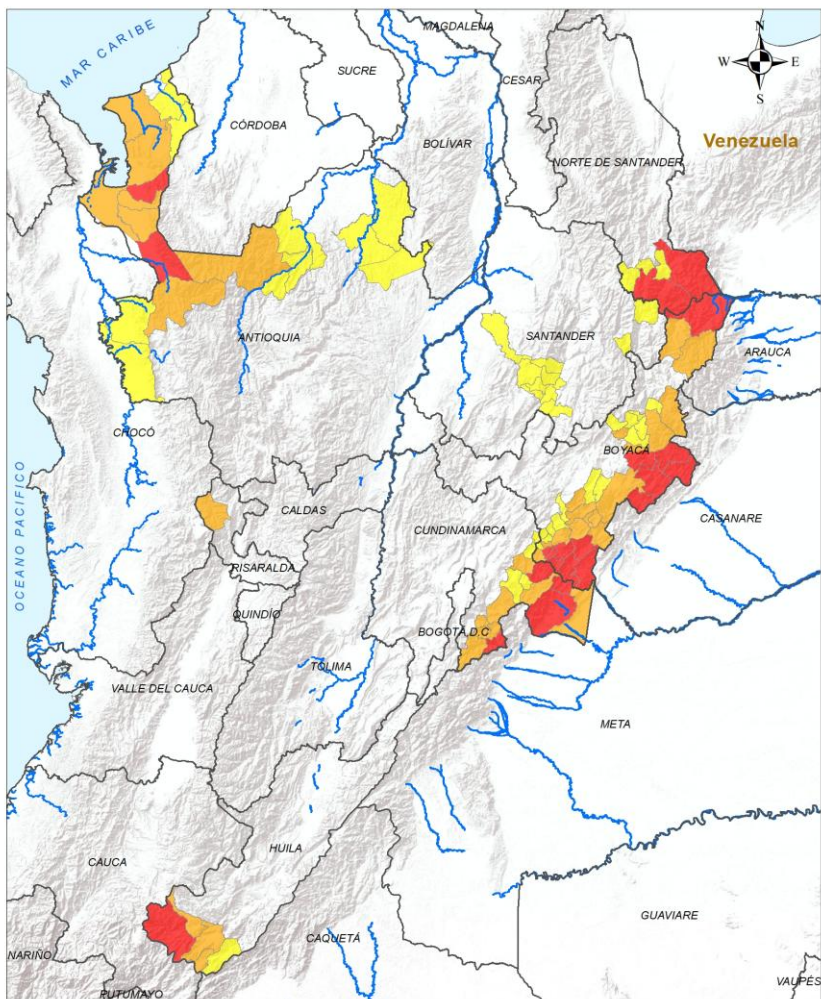 MAR CARIBE
MAGDALENA
N
W
E
S
SUCRE
CESAR
CÓRDOBA
BOLÍVAR
Venezuela
NORTE DE SANTANDER
ANTIOQUIA
SANTANDER
ARAUCA
CHOCÓ
BOYACÁ
OCEANO PACIFICO
CALDAS
CUNDINAMARCA
CASANARE
RISARALDA
QUINDÍO
BOGOTÁ D.C
TOLIMA
VALLE DEL CAUCA
META
HUILA
CAUCA
GUAVIARE
CAQUETÁ
NARIÑO
PUTUMAYO
VAUPÉS